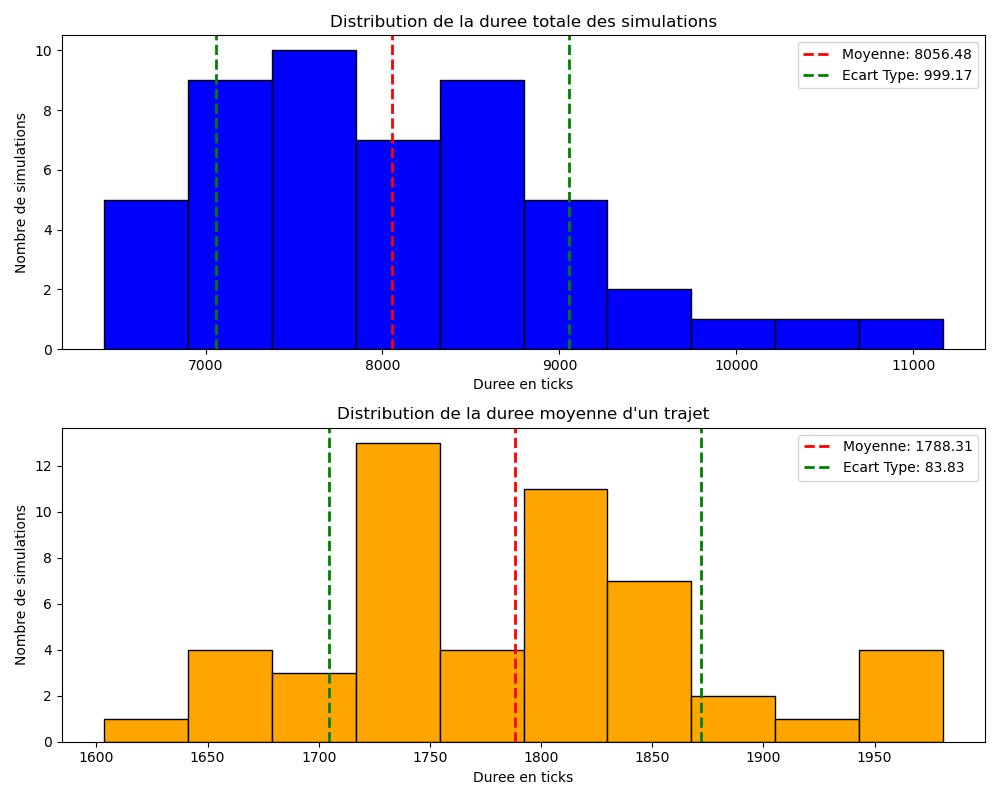 Distribution de la duree totale des simulations
Nombre de simulations
10
8
6
4
2
0
Moyenne: 8056.48
Ecart Type: 999.17
7000 8000 9000 10000 11000
Duree en ticks
Distribution de la duree moyenne d'un trajet
Nombre de simulations
12
10
8
6
4
2
0
Moyenne: 1788.31
Ecart Type: 83.83
1600 1650 1700 1750 1800 1850 1900 1950
Duree en ticks